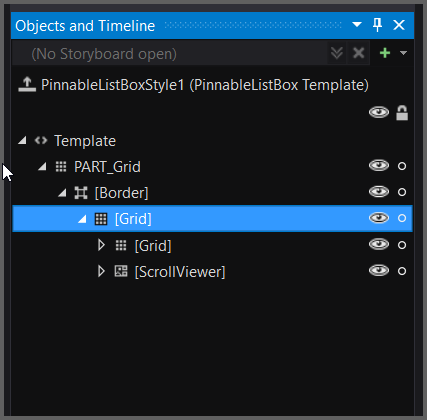 Objects and Timeline
(No Storyboard open)
PinnableListBoxStyle1 (PinnableListBox Template)
Template
PART_Grid
[Border]
[Grid]
[Grid]
[ScrollViewer]